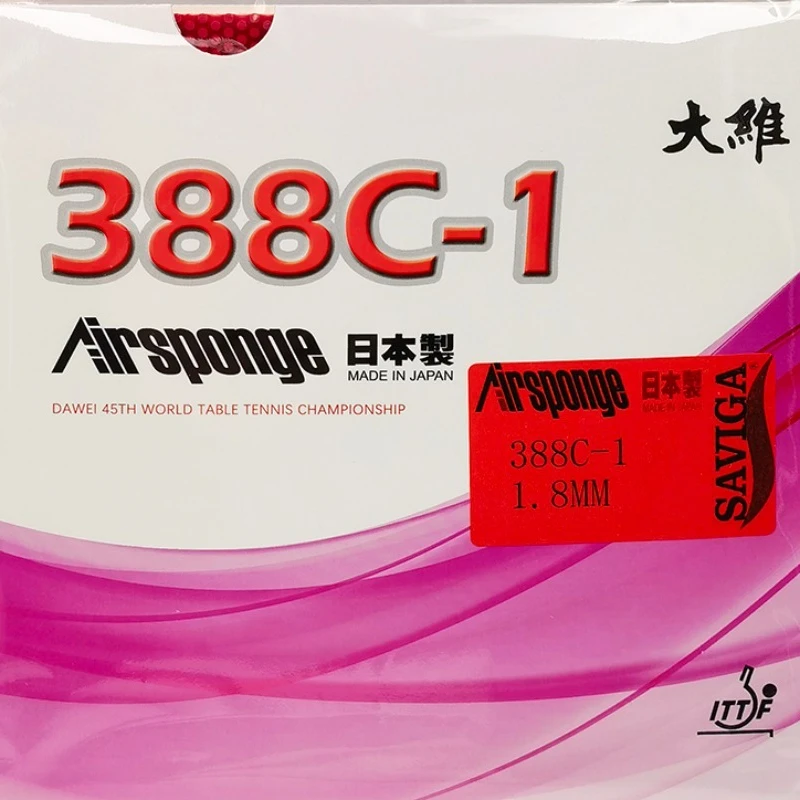 大維
388C-1
Airsponge 日本製
MADE IN JAPAN
DAWEI 45TH WORLD TABLE TENNIS CHAMPIONSHIP
Airsponge 日本製
MADE IN JAPAN
388C-1
1.8MM
SAVIGA
ITTF